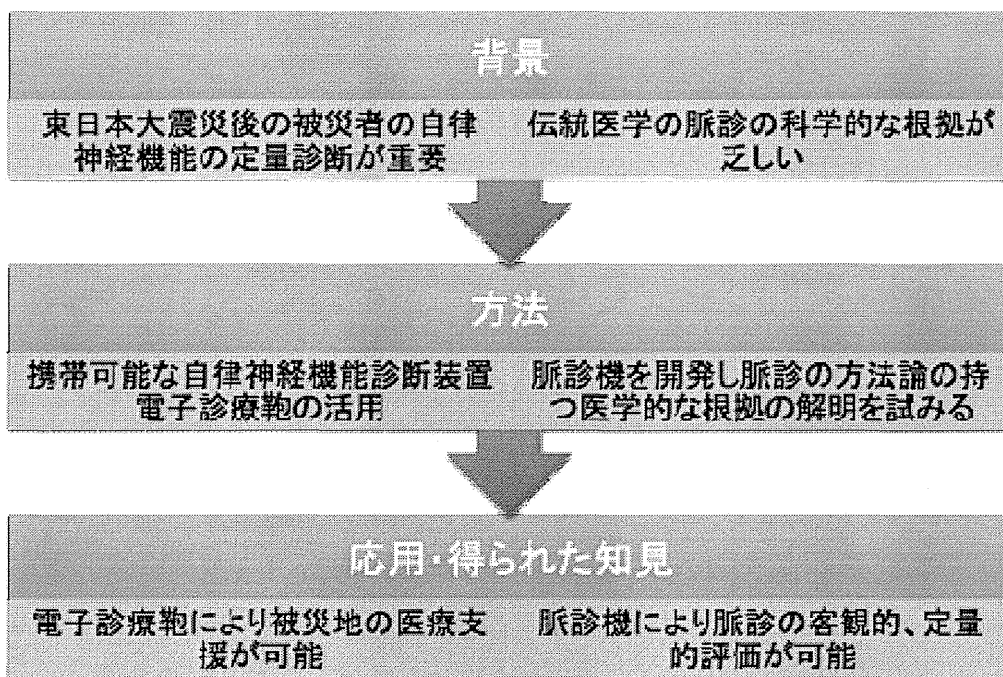 背景
東日本大震災後の被災者の自律
神経機能の定量診断が重要
伝統医学の脈診の科学的な根拠が
乏しい
方法
携帯可能な自律神経機能診断装置
電子診療鞄の活用
脈診機を開発し脈診の方法論の持
つ医学的な根拠の解明を試みる
応用・得られた知見
電子診療鞄により被災地の医療支
援が可能
脈診機により脈診の客観的、定量
的評価が可能